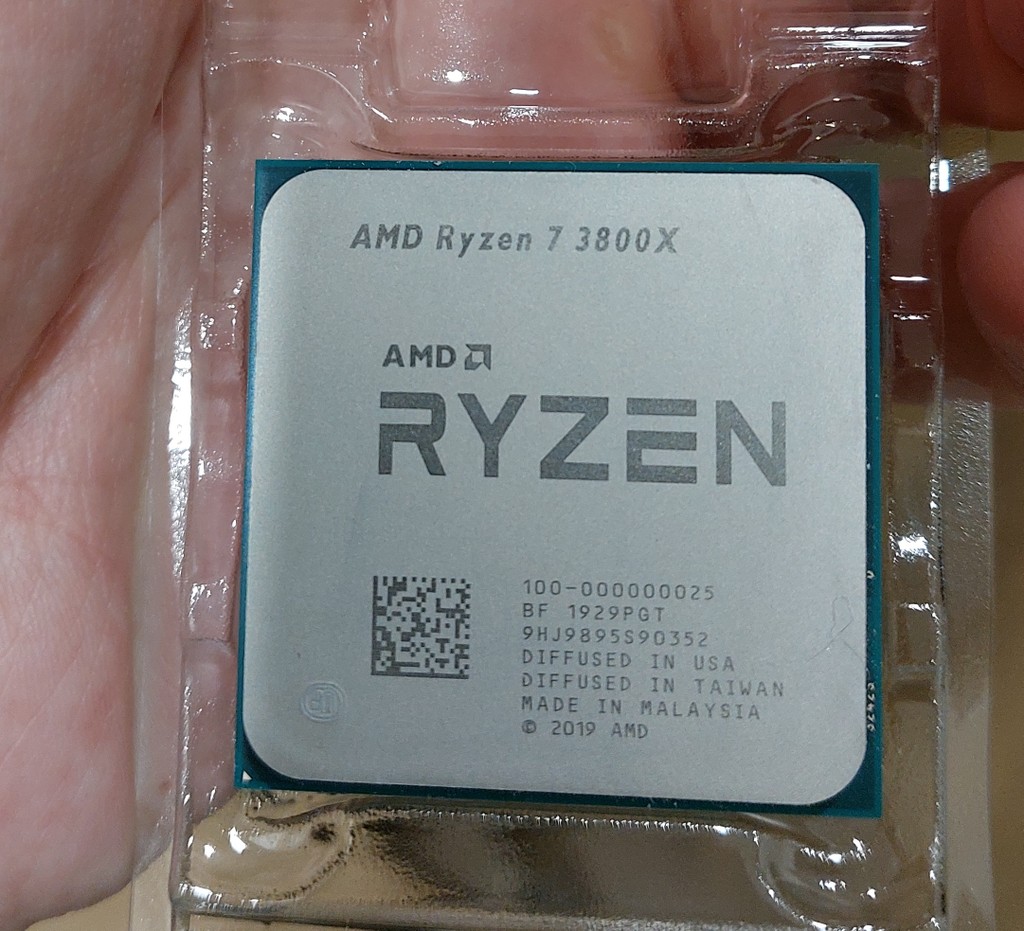 AMD Ryzen 7 3800X
AMD
RYZEN
100-000000025
BF 1929PGT
9HJ9895S90352
DIFFUSED IN USA
DIFFUSED IN TAIWAN
MADE IN MALAYSIA
© 2019 AMD